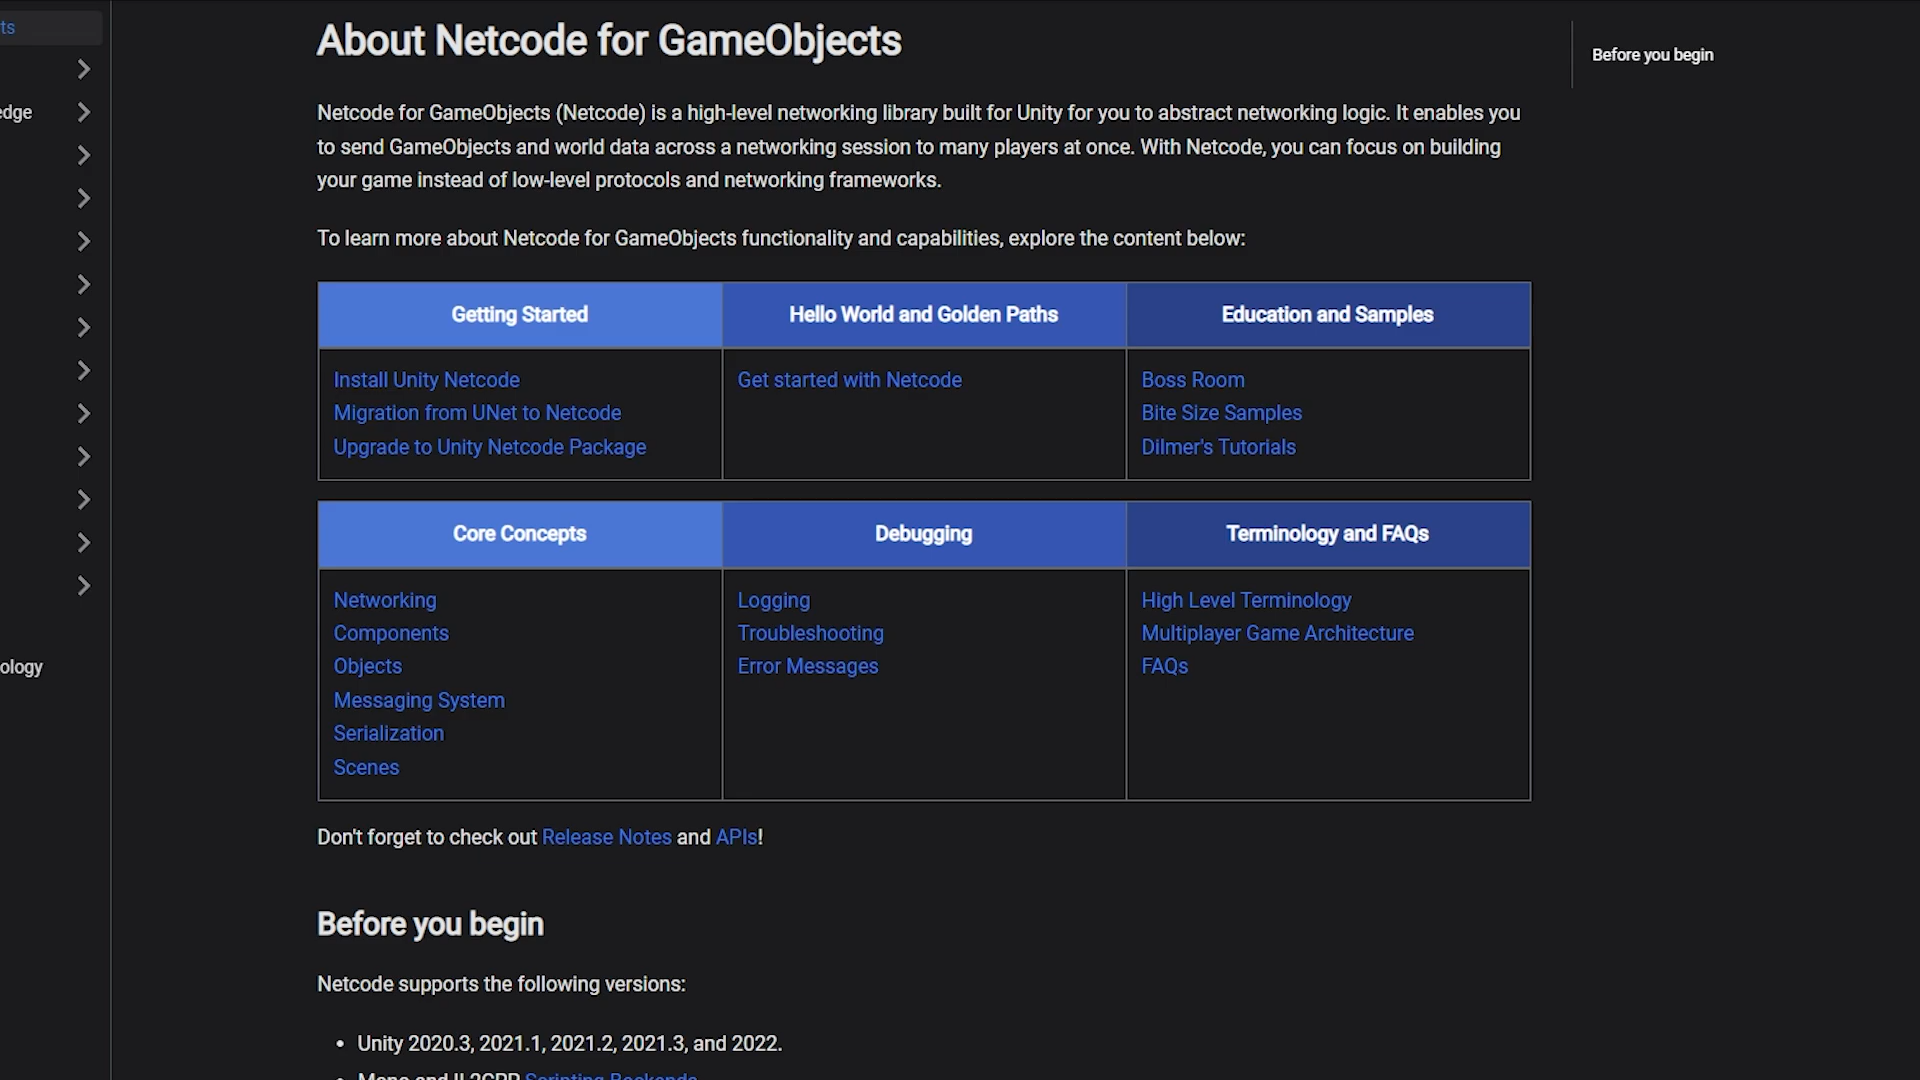 ts
edge
ology
About Netcode for GameObjects
Netcode for GameObjects (Netcode) is a high-level networking library built for Unity for you to abstract networking logic. It enables you
to send GameObjects and world data across a networking session to many players at once. With Netcode, you can focus on building
your game instead of low-level protocols and networking frameworks.
To learn more about Netcode for GameObjects functionality and capabilities, explore the content below:
Getting Started
Install Unity Netcode
Migration from UNet to Netcode
Upgrade to Unity Netcode Package
Hello World and Golden Paths
Get started with Netcode
Education and Samples
Boss Room
Bite Size Samples
Dilmer's Tutorials
Core Concepts
Networking
Components
Objects
Messaging System
Serialization
Scenes
Debugging
Logging
Troubleshooting
Error Messages
Terminology and FAQs
High Level Terminology
Multiplayer Game Architecture
FAQs
Don't forget to check out Release Notes and APIs!
Before you begin
Netcode supports the following versions:
• Unity 2020.3, 2021.1, 2021.2, 2021.3, and 2022.
• Mono and IL2CPP Scripting Backends.
Before you begin